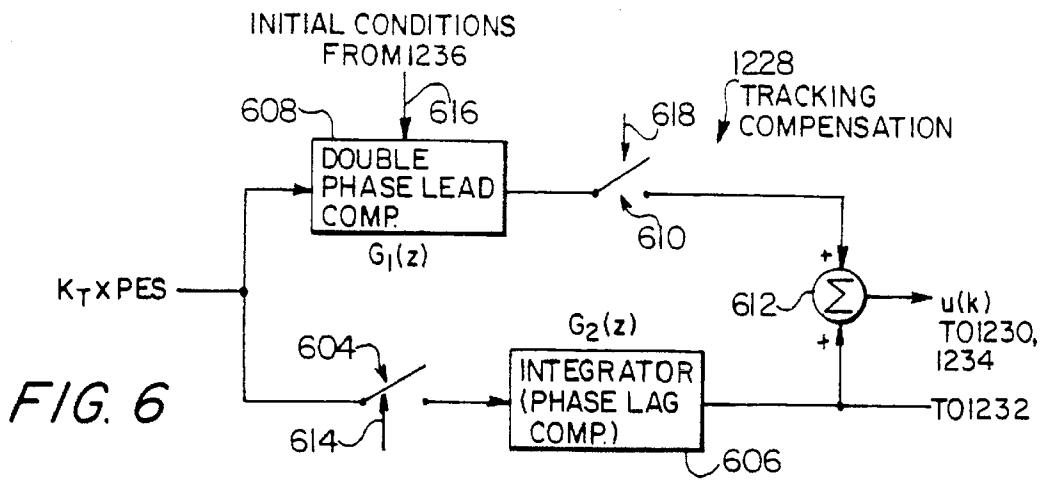 INITIAL CONDITIONS
FROM 1236
616
608
DOUBLE
PHASE LEAD
COMP.
G₁(z)
618
610
1228
TRACKING
COMPENSATION
K_T x PES
+
612
Σ
+
u(k)
TO 1230,
1234
604
614
G₂(z)
INTEGRATOR
(PHASE LAG
COMP.)
606
TO 1232
FIG. 6